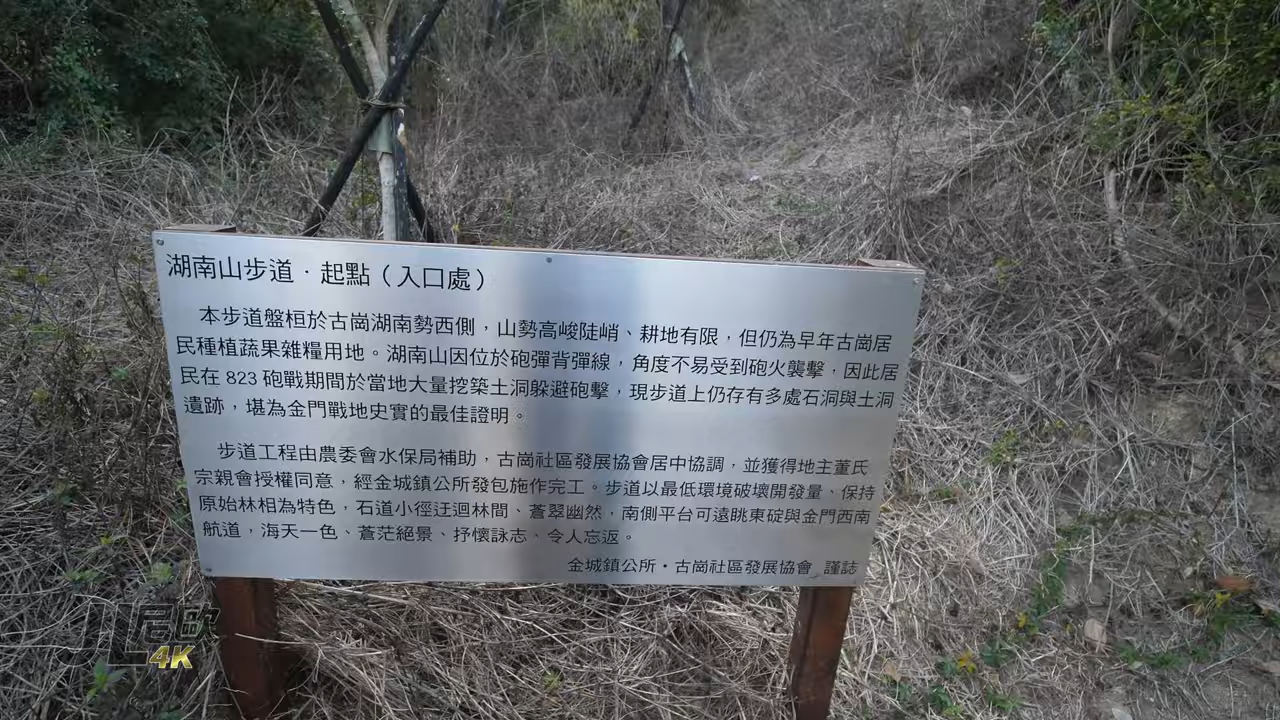 湖南山步道‧起點（入口處）
本步道盤桓於古崗湖南勢西側，山勢高峻陡峭、耕地有限，但仍為早年古崗居
民種植蔬果雜糧用地。湖南山因位於砲彈背彈線，角度不易受到砲火襲擊，因此居
民在 823 砲戰期間於當地大量挖築土洞躲避砲擊，現步道上仍存有多處石洞與土洞
遺跡，堪為金門戰地史實的最佳證明。
步道工程由農委會水保局補助，古崗社區發展協會居中協調，並獲得地主董氏
宗親會授權同意，經金城鎮公所發包施作完工。步道以最低環境破壞開發量、保持
原始林相為特色，石道小徑迂迴林間、蒼翠幽然，南側平台可遠眺東碇與金門西南
航道，海天一色、蒼茫絕景、抒懷詠志、令人忘返。
金城鎮公所‧古崗社區發展協會 謹誌
尼歐
4K